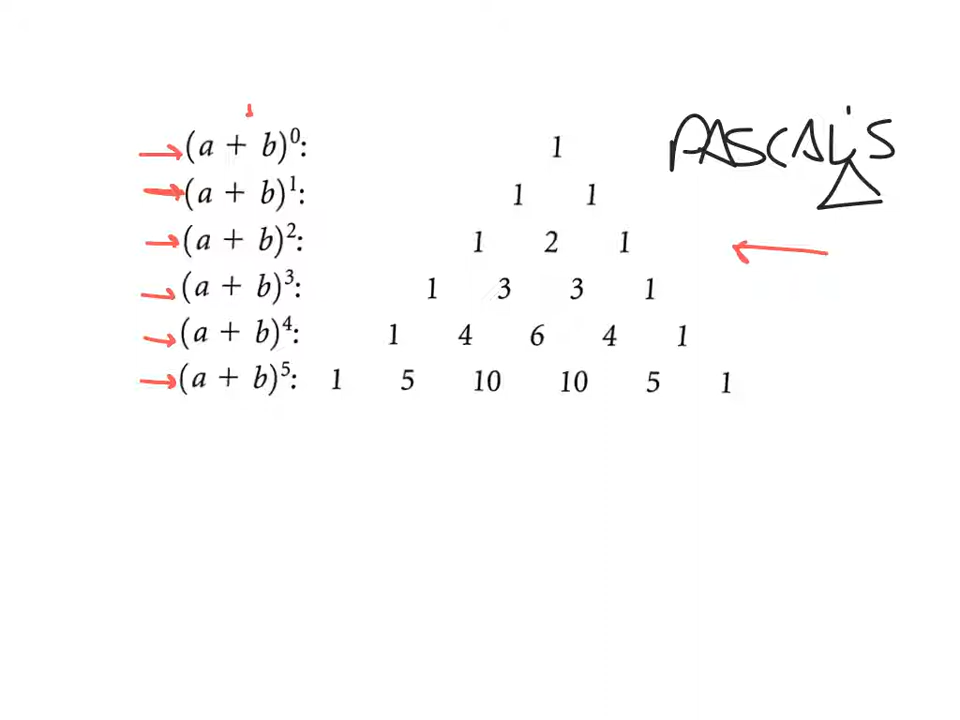 (a + b)⁰: 1
PASCAL'S
(a + b)¹: 1 1
(a + b)²: 1 2 1
(a + b)³: 1 3 3 1
(a + b)⁴: 1 4 6 4 1
(a + b)⁵: 1 5 10 10 5 1